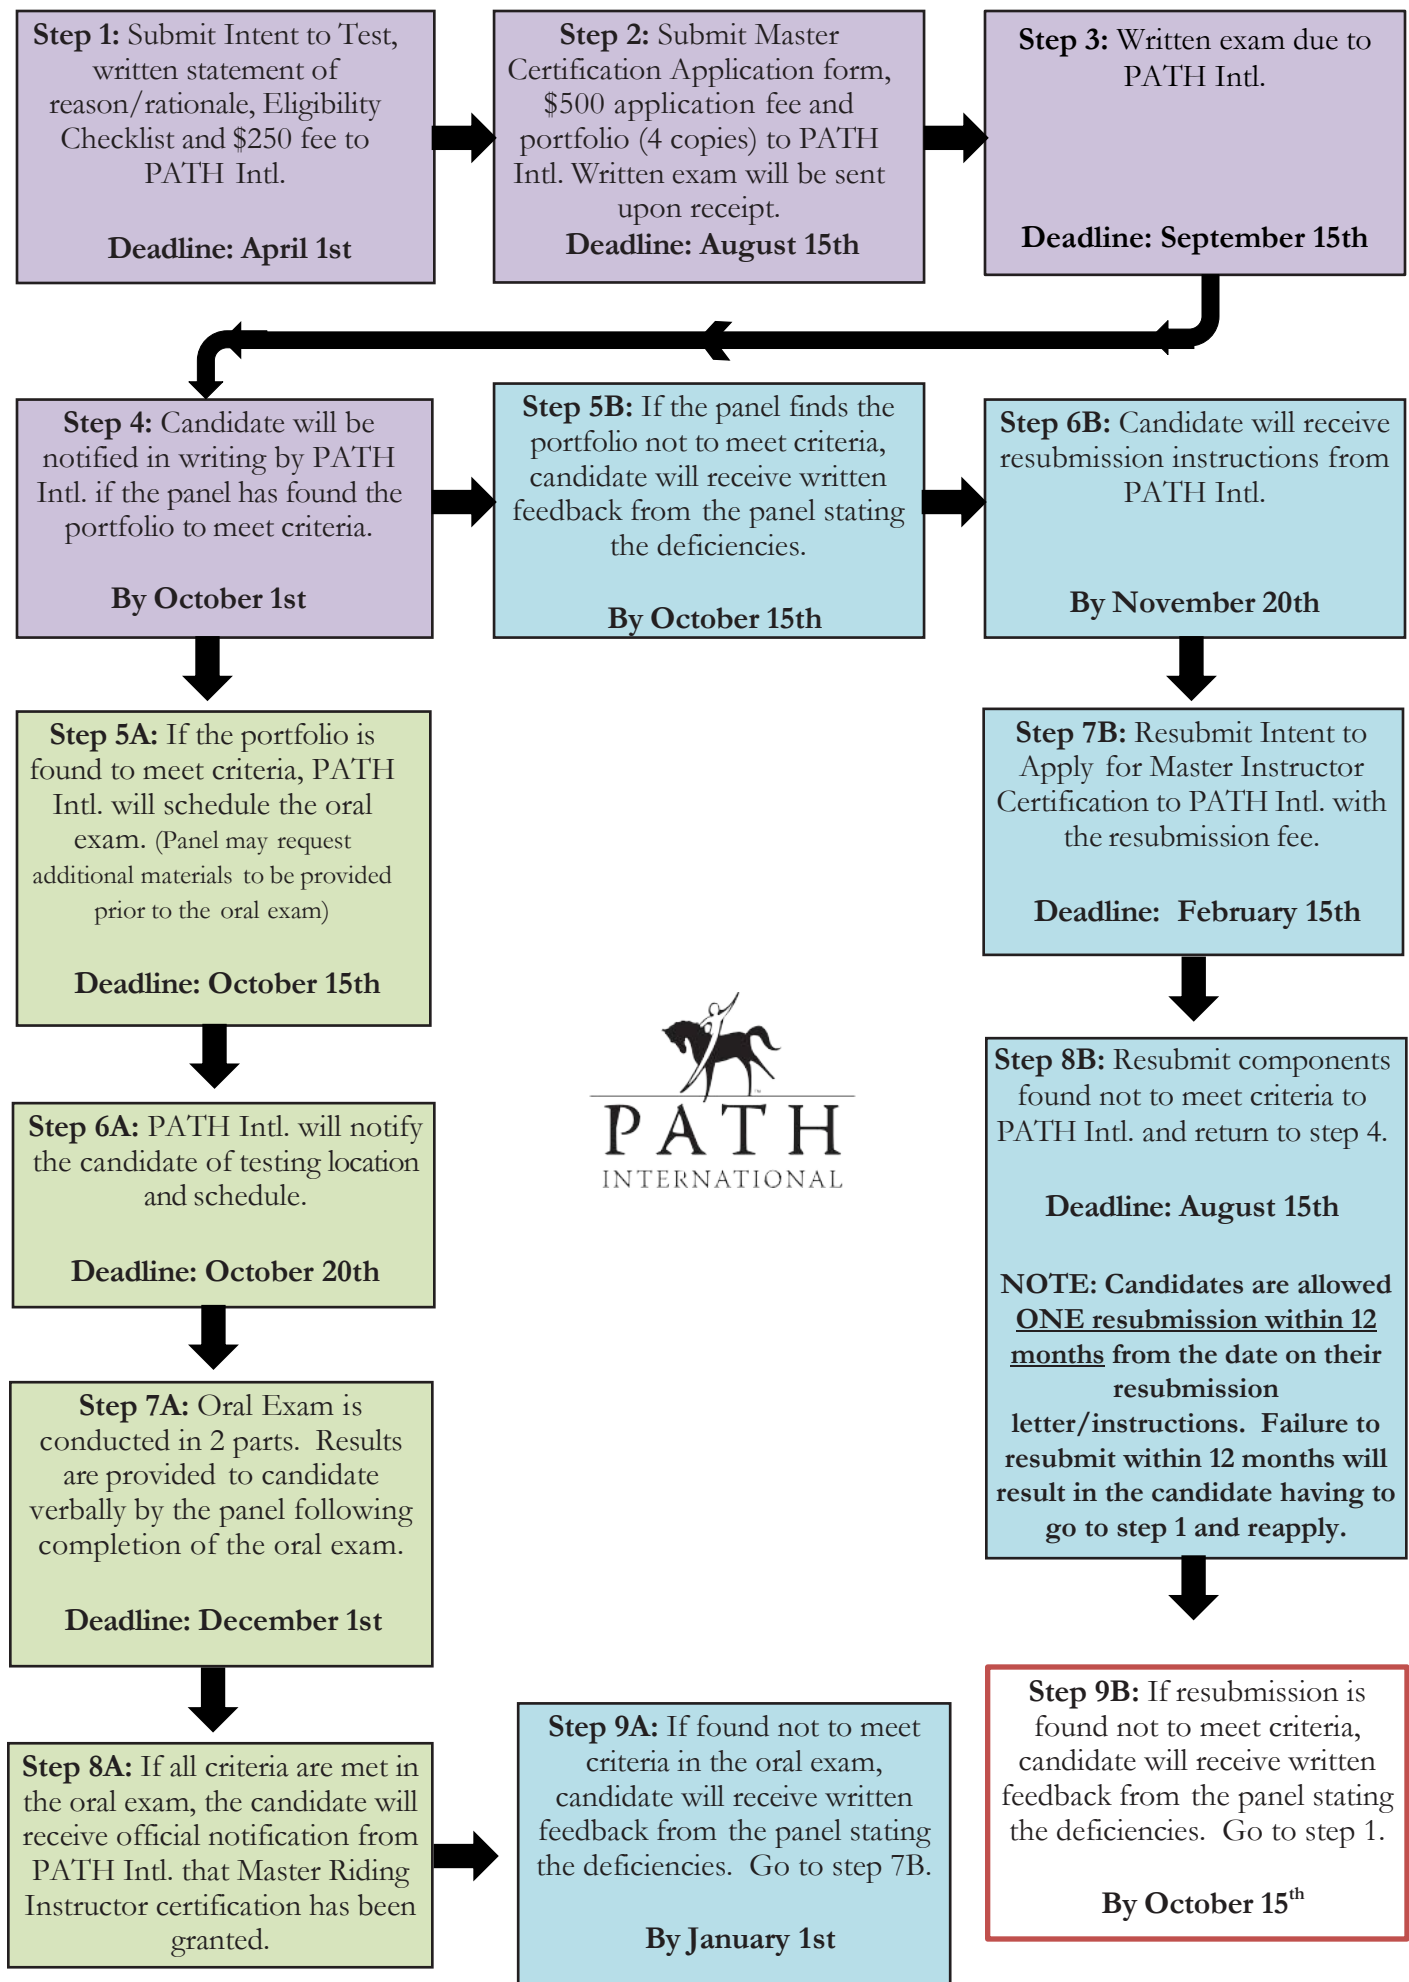 Step 1: Submit Intent to Test,
written statement of
reason/rationale, Eligibility
Checklist and $250 fee to
PATH Intl.
Deadline: April 1st
Step 2: Submit Master
Certification Application form,
$500 application fee and
portfolio (4 copies) to PATH
Intl. Written exam will be sent
upon receipt.
Deadline: August 15th
Step 3: Written exam due to
PATH Intl.
Deadline: September 15th
Step 4: Candidate will be
notified in writing by PATH
Intl. if the panel has found the
portfolio to meet criteria.
By October 1st
Step 5B: If the panel finds the
portfolio not to meet criteria,
candidate will receive written
feedback from the panel stating
the deficiencies.
By October 15th
Step 6B: Candidate will receive
resubmission instructions from
PATH Intl.
By November 20th
Step 5A: If the portfolio is
found to meet criteria, PATH
Intl. will schedule the oral
exam. (Panel may request
additional materials to be provided
prior to the oral exam)
Deadline: October 15th
Step 7B: Resubmit Intent to
Apply for Master Instructor
Certification to PATH Intl. with
the resubmission fee.
Deadline: February 15th
Step 6A: PATH Intl. will notify
the candidate of testing location
and schedule.
Deadline: October 20th
PATH
INTERNATIONAL
Step 8B: Resubmit components
found not to meet criteria to
PATH Intl. and return to step 4.
Deadline: August 15th
NOTE: Candidates are allowed
ONE resubmission within 12
months from the date on their
resubmission
letter/instructions. Failure to
resubmit within 12 months will
result in the candidate having to
go to step 1 and reapply.
Step 7A: Oral Exam is
conducted in 2 parts. Results
are provided to candidate
verbally by the panel following
completion of the oral exam.
Deadline: December 1st
Step 8A: If all criteria are met in
the oral exam, the candidate will
receive official notification from
PATH Intl. that Master Riding
Instructor certification has been
granted.
Step 9A: If found not to meet
criteria in the oral exam,
candidate will receive written
feedback from the panel stating
the deficiencies. Go to step 7B.
By January 1st
Step 9B: If resubmission is
found not to meet criteria,
candidate will receive written
feedback from the panel stating
the deficiencies. Go to step 1.
By October 15th